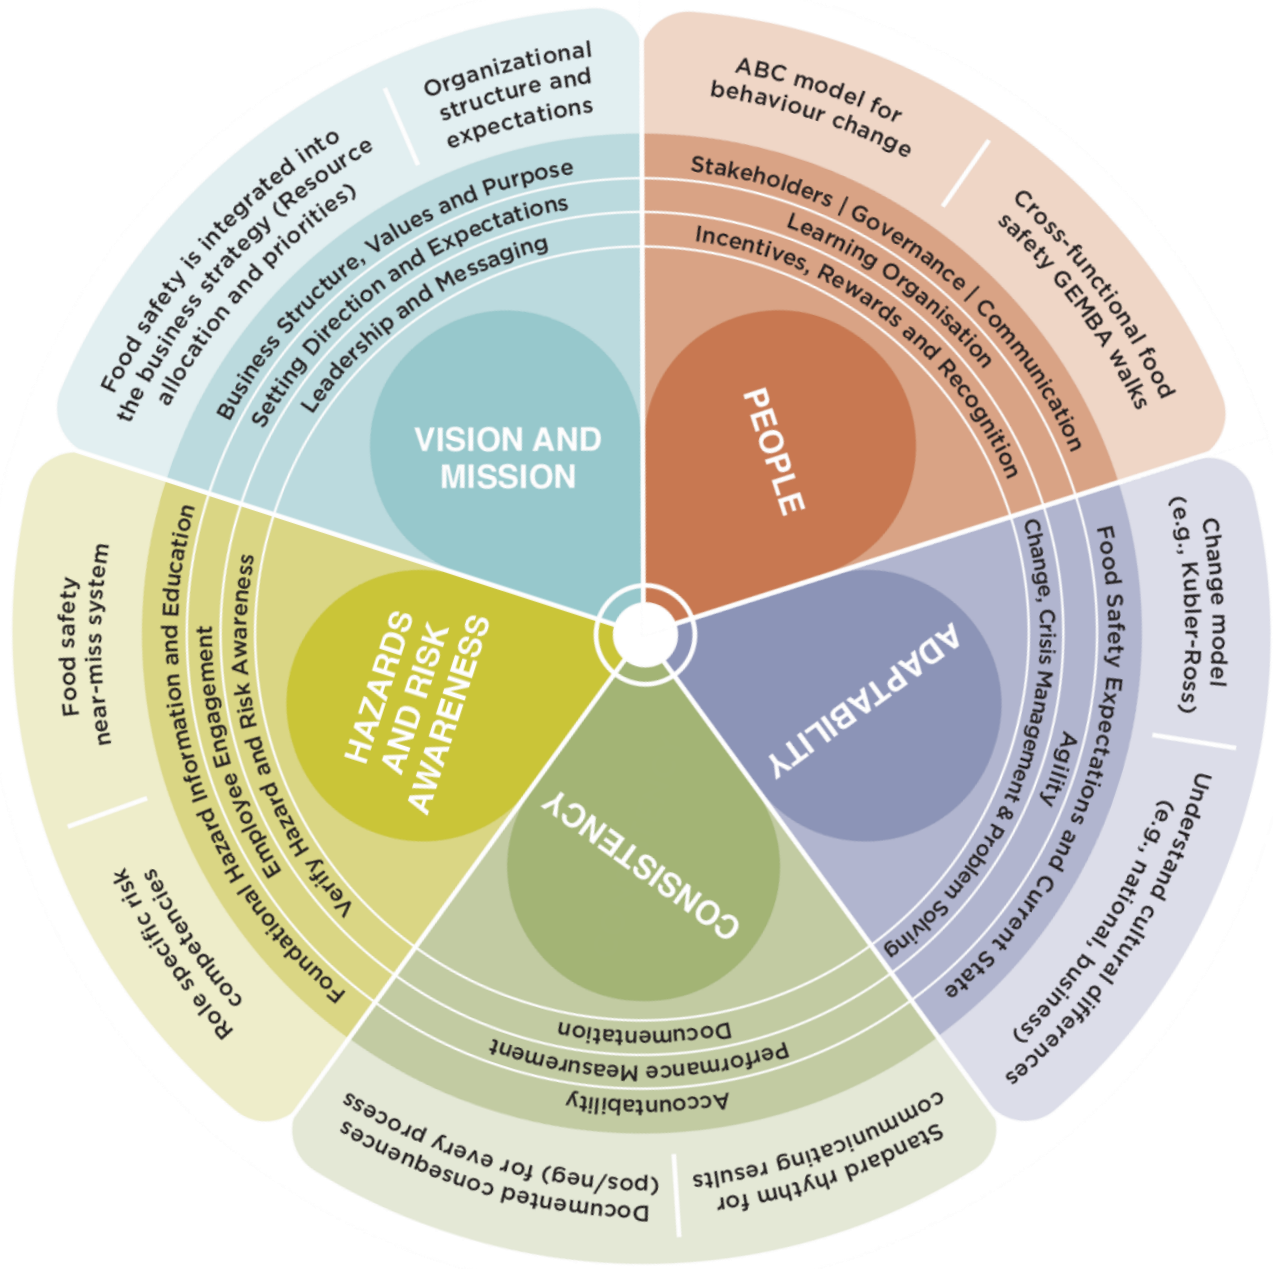 Organizational
structure and
expectations
Food safety is integrated into
the business strategy (Resource
allocation and priorities)
Business Structure, Values and Purpose
Setting Direction and Expectations
Leadership and Messaging
VISION AND
MISSION
ABC model for
behaviour change
Cross-functional food
safety GEMBA walks
Stakeholders | Governance | Communication
Learning Organisation
Incentives, Rewards and Recognition
PEOPLE
Change model
(e.g., Kubler-Ross)
Understand cultural differences
(e.g., national, business)
Food Safety Expectations and Current State
Agility
Change, Crisis Management & Problem Solving
ADAPTABILITY
CONSISTENCY
Documentation
Performance Measurement
Accountability
Standard rhythm for
communicating results
Documented consequences
(pos/neg) for every process
HAZARDS
AND RISK
AWARENESS
Verify Hazard and Risk Awareness
Employee Engagement
Foundational Hazard Information and Education
Role specific risk
competencies
Food safety
near-miss system